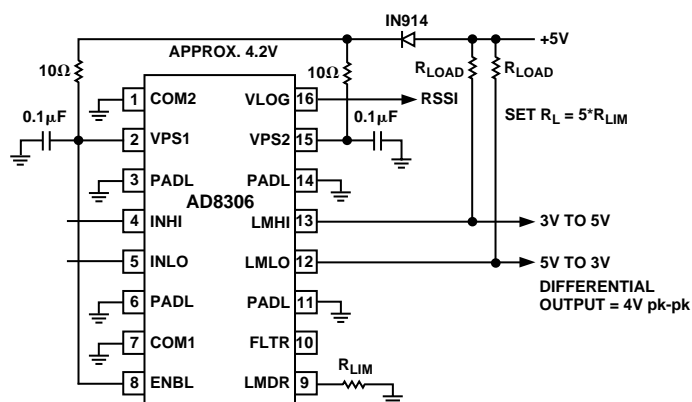 IN914
+5V
APPROX. 4.2V
10Ω
10Ω
RLOAD
RLOAD
0.1μF
1 COM2
VLOG 16
RSSI
SET RL = 5*RLIM
2 VPS1
VPS2 15
0.1μF
3 PADL
PADL 14
AD8306
4 INHI
LMHI 13
3V TO 5V
5 INLO
LMLO 12
5V TO 3V
DIFFERENTIAL
OUTPUT = 4V pk-pk
6 PADL
PADL 11
7 COM1
FLTR 10
RLIM
8 ENBL
LMDR 9